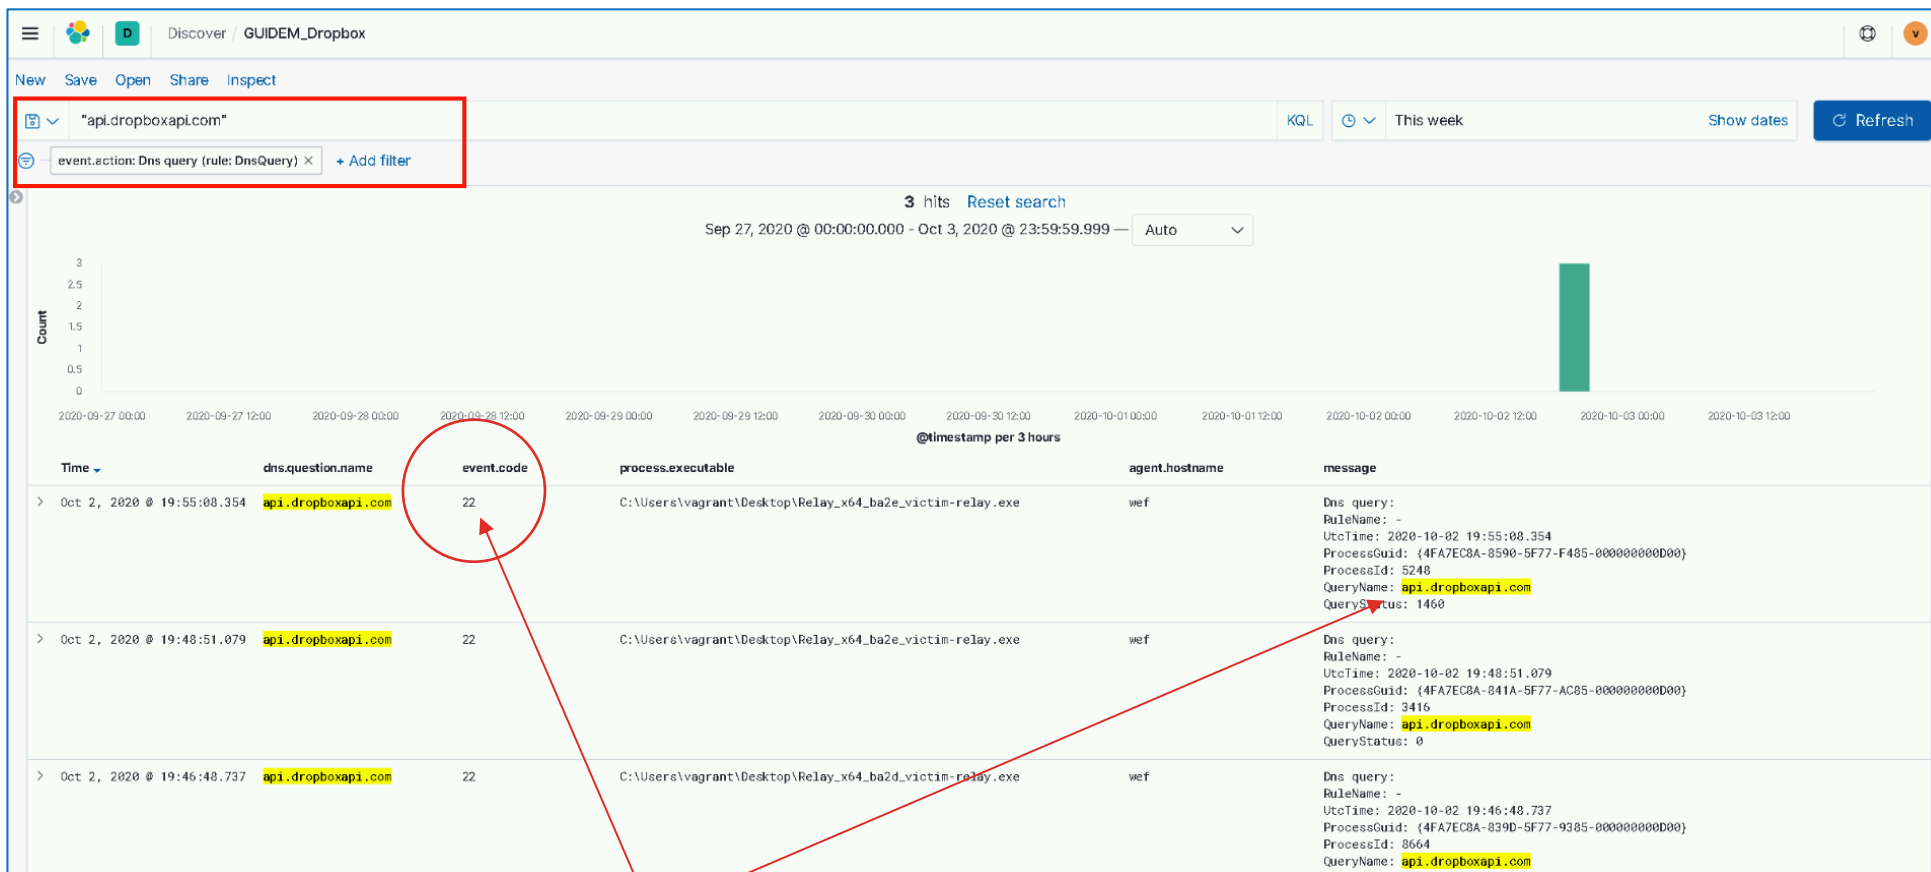 D Discover / GUIDEM_Dropbox v
New Save Open Share Inspect
"api.dropboxapi.com" KQL This week Show dates Refresh
event.action: Dns query (rule: DnsQuery) × + Add filter
3 hits Reset search
Sep 27, 2020 @ 00:00:00.000 - Oct 3, 2020 @ 23:59:59.999 — Auto
3
2.5
2
1.5
1
0.5
0
Count
2020-09-27 00:00 2020-09-27 12:00 2020-09-28 00:00 2020-09-28 12:00 2020-09-29 00:00 2020-09-29 12:00 2020-09-30 00:00 2020-09-30 12:00 2020-10-01 00:00 2020-10-01 12:00 2020-10-02 00:00 2020-10-02 12:00 2020-10-03 00:00 2020-10-03 12:00
@timestamp per 3 hours
Time dns.question.name event.code process.executable agent.hostname message
Oct 2, 2020 @ 19:55:08.354 api.dropboxapi.com 22 C:\Users\vagrant\Desktop\Relay_x64_ba2e_victim-relay.exe wef Dns query:
RuleName: -
UtcTime: 2020-10-02 19:55:08.354
ProcessGuid: {4FA7EC8A-8590-5F77-F485-000000000D00}
ProcessId: 5248
QueryName: api.dropboxapi.com
QueryStatus: 1460
Oct 2, 2020 @ 19:48:51.079 api.dropboxapi.com 22 C:\Users\vagrant\Desktop\Relay_x64_ba2e_victim-relay.exe wef Dns query:
RuleName: -
UtcTime: 2020-10-02 19:48:51.079
ProcessGuid: {4FA7EC8A-841A-5F77-AC85-000000000D00}
ProcessId: 3416
QueryName: api.dropboxapi.com
QueryStatus: 0
Oct 2, 2020 @ 19:46:48.737 api.dropboxapi.com 22 C:\Users\vagrant\Desktop\Relay_x64_ba2d_victim-relay.exe wef Dns query:
RuleName: -
UtcTime: 2020-10-02 19:46:48.737
ProcessGuid: {4FA7EC8A-839D-5F77-9385-000000000D00}
ProcessId: 8664
QueryName: api.dropboxapi.com